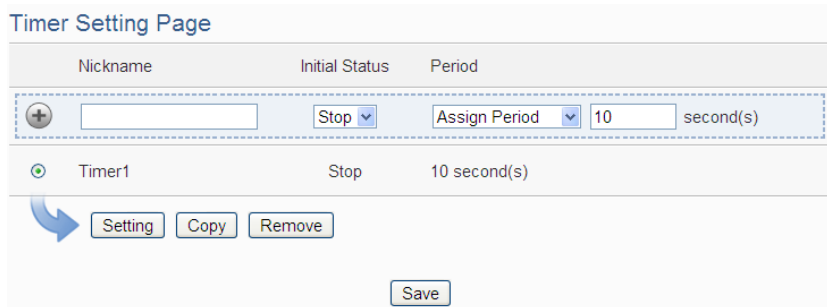 Timer Setting Page
Nickname Initial Status Period
Stop Assign Period 10 second(s)
Timer1 Stop 10 second(s)
Setting Copy Remove
Save